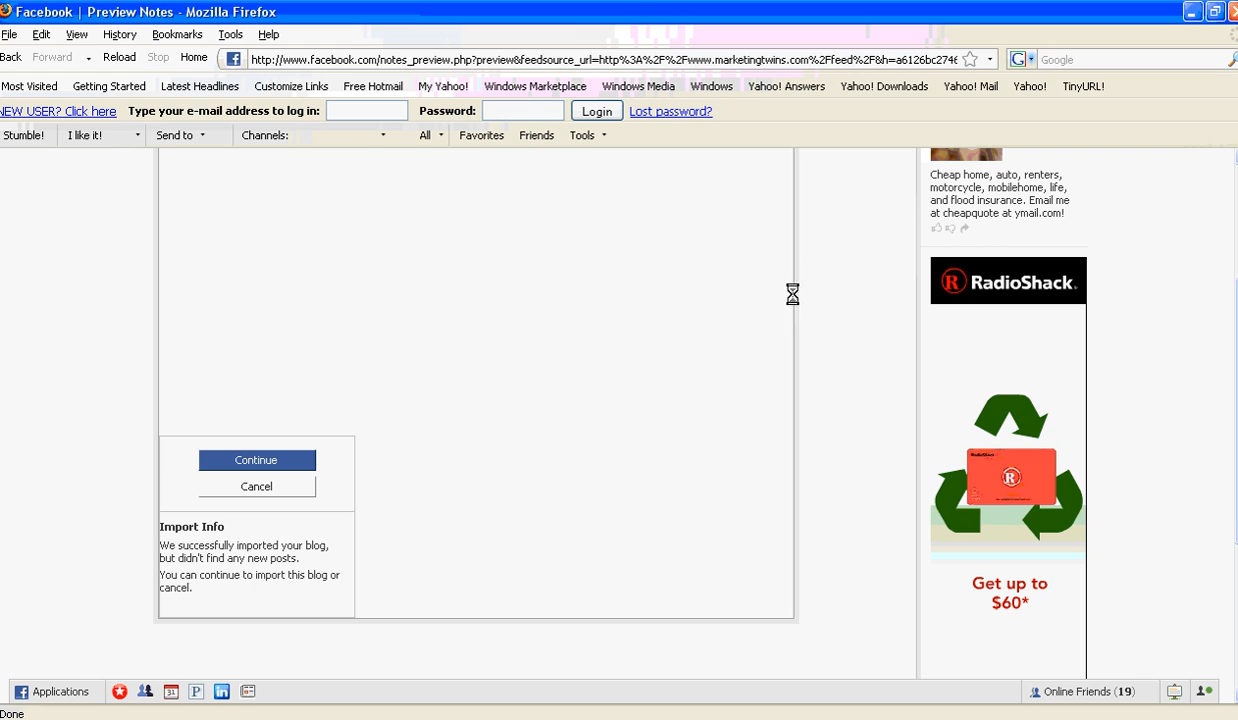 Facebook | Preview Notes - Mozilla Firefox
File Edit View History Bookmarks Tools Help
Back Forward Reload Stop Home http://www.facebook.com/notes_preview.php?preview&feedsource_url=http%3A%2F%2Fwww.marketingtwins.com%2Ffeed%2F&h=a6126bc2746 Google
Most Visited Getting Started Latest Headlines Customize Links Free Hotmail My Yahoo! Windows Marketplace Windows Media Windows Yahoo! Answers Yahoo! Downloads Yahoo! Mail Yahoo! TinyURL!
NEW USER? Click here Type your e-mail address to log in: Password: Login Lost password?
Stumble! I like it! Send to Channels: All Favorites Friends Tools
Cheap home, auto, renters,
motorcycle, mobilehome, life,
and flood insurance. Email me
at cheapquote at ymail.com!
RadioShack.
RadioShack
Get up to
$60*
Continue
Cancel
Import Info
We successfully imported your blog,
but didn't find any new posts.
You can continue to import this blog or
cancel.
Applications Online Friends (19)
Done